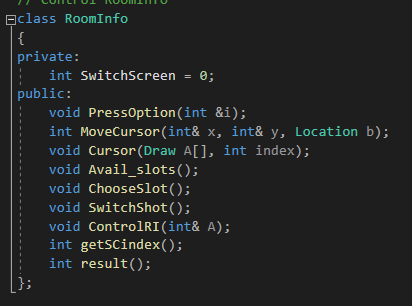 // Control RoomInfo
class RoomInfo
{
private:
int SwitchScreen = 0;
public:
void PressOption(int &i);
int MoveCursor(int& x, int& y, Location b);
void Cursor(Draw A[], int index);
void Avail_slots();
void ChooseSlot();
void SwitchShot();
void ControlRI(int& A);
int getSCindex();
int result();
};